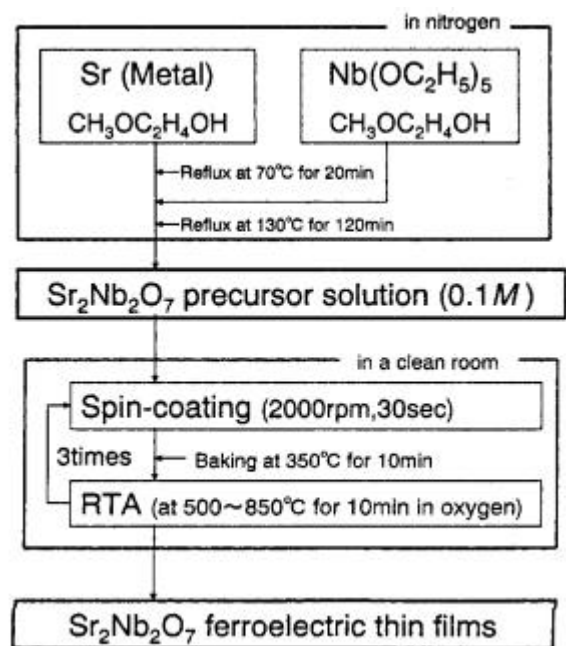 in nitrogen
Sr (Metal)
CH₃OC₂H₄OH
Nb(OC₂H₅)₅
CH₃OC₂H₄OH
Reflux at 70℃ for 20min
Reflux at 130℃ for 120min
Sr₂Nb₂O₇ precursor solution (0.1M)
in a clean room
Spin-coating (2000rpm,30sec)
3times
Baking at 350℃ for 10min
RTA (at 500~850℃ for 10min in oxygen)
Sr₂Nb₂O₇ ferroelectric thin films